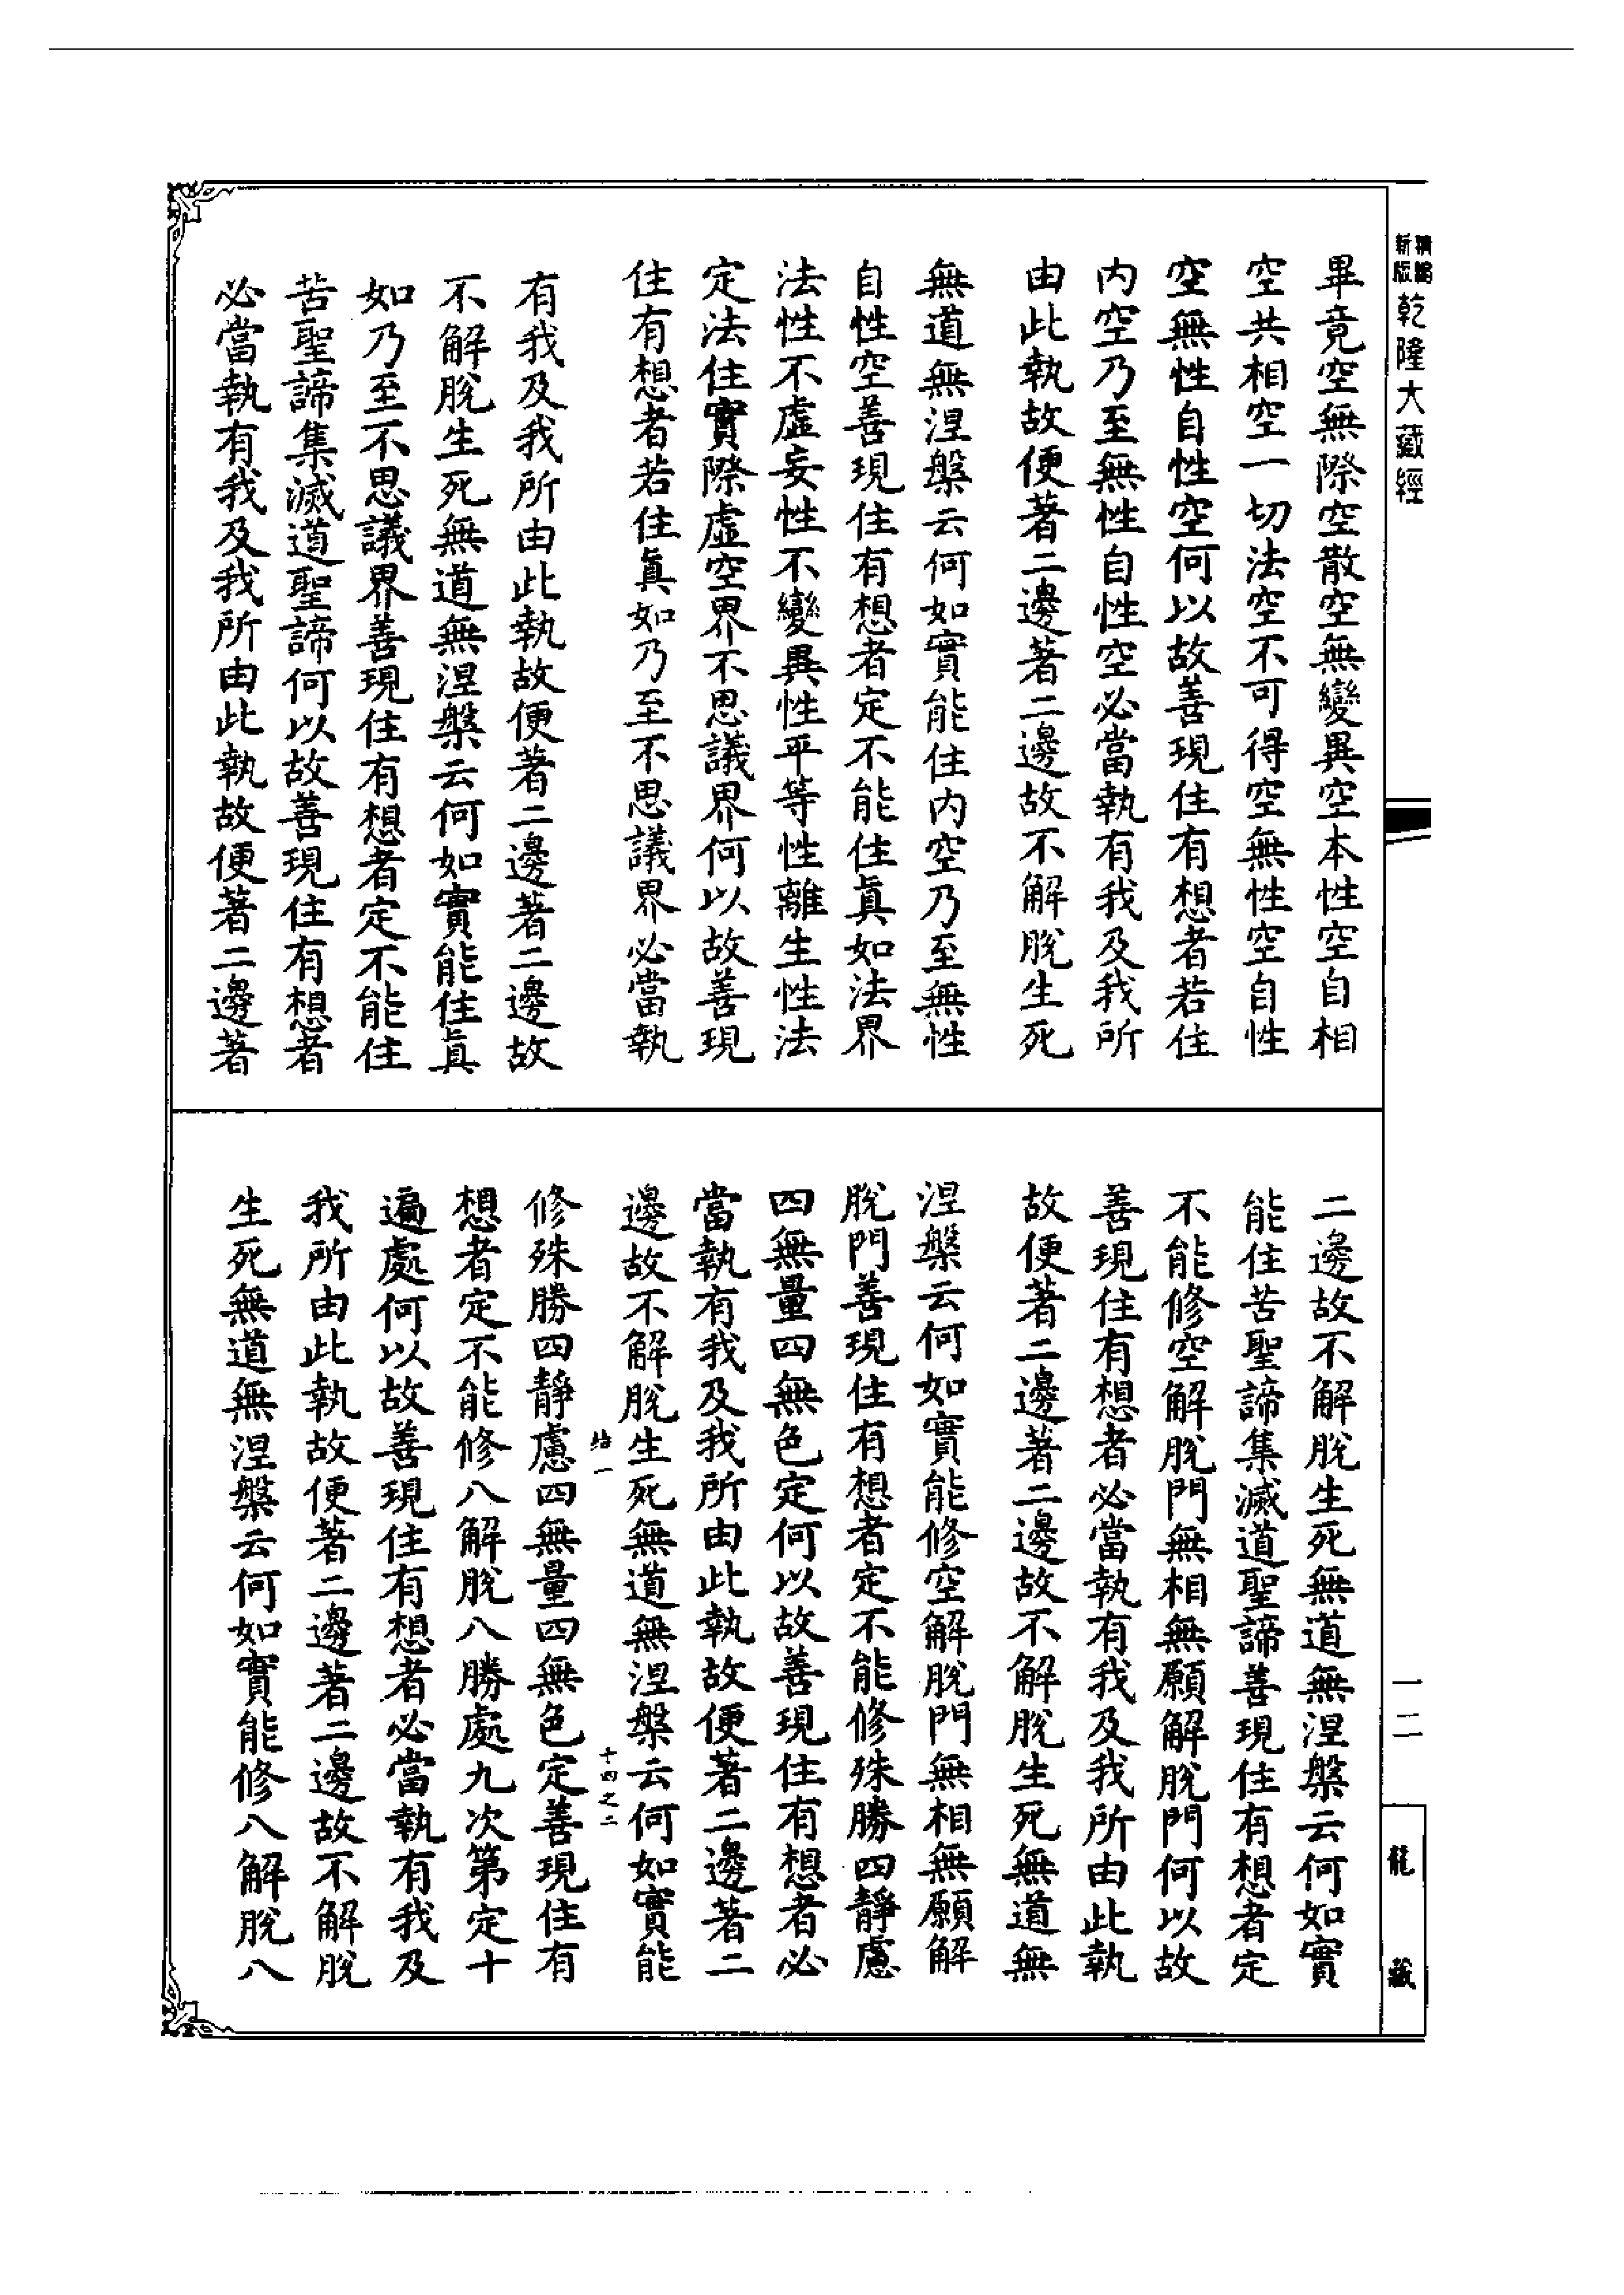 新編
新版
乾隆大藏經
畢竟空無際空散空無變異空本性空自相
空共相空一切法空不可得空無性空自性
空無性自性空何以故善現住有想者若住
內空乃至無性自性空必當執有我及我所
由此執故便著二邊著二邊故不解脫生死
無道無涅槃云何如實能住內空乃至無性
自性空善現住有想者定不能住真如法界
法性不虛妄性不變異性平等性離生性法
定法住實際虛空界不思議界何以故善現
住有想者若住真如乃至不思議界必當執
有我及我所由此執故便著二邊著二邊故
不解脫生死無道無涅槃云何如實能住真
如乃至不思議界善現住有想者定不能住
苦聖諦集滅道聖諦何以故善現住有想者
必當執有我及我所由此執故便著二邊著
二邊故不解脫生死無道無涅槃云何如實
能住苦聖諦集滅道聖諦善現住有想者定
不能修空解脫門無相無願解脫門何以故
善現住有想者必當執有我及我所由此執
故便著二邊著二邊故不解脫生死無道無
涅槃云何如實能修空解脫門無相無願解
脫門善現住有想者定不能修殊勝四靜慮
四無量四無色定何以故善現住有想者必
當執有我及我所由此執故便著二邊著二
邊故不解脫生死無道無涅槃云何如實能
一 十四之二
修殊勝四靜慮四無量四無色定善現住有
想者定不能修八解脫八勝處九次第定十
遍處何以故善現住有想者必當執有我及
我所由此執故便著二邊著二邊故不解脫
生死無道無涅槃云何如實能修八解脫八
一二
龍藏